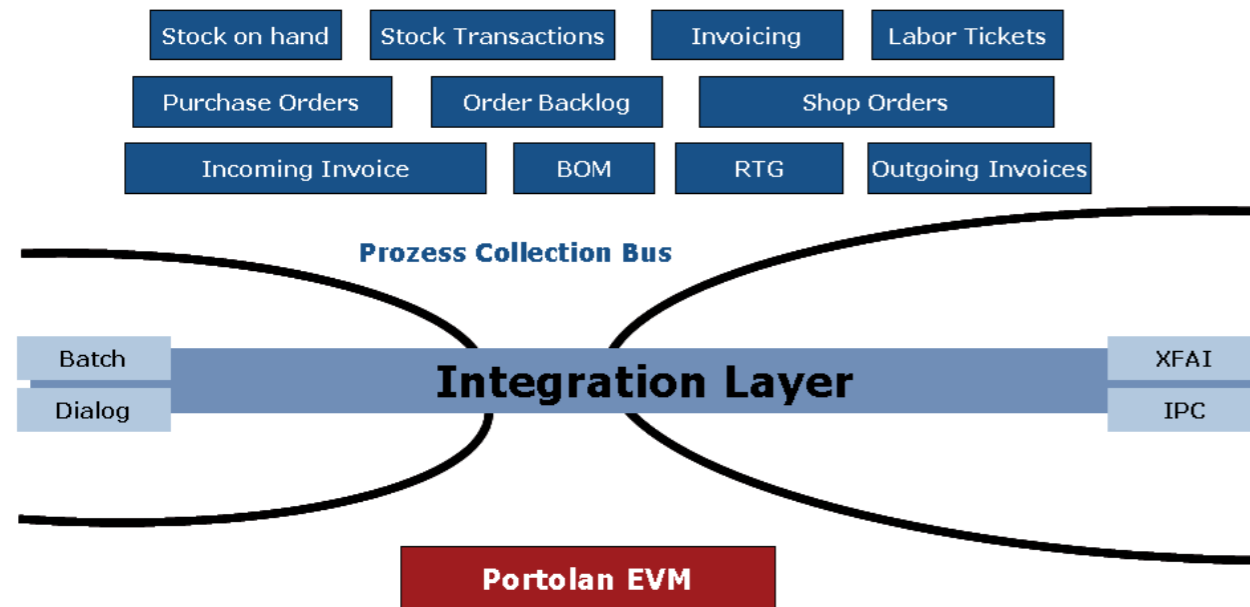 Stock on hand
Stock Transactions
Invoicing
Labor Tickets
Purchase Orders
Order Backlog
Shop Orders
Incoming Invoice
BOM
RTG
Outgoing Invoices
Prozess Collection Bus
Batch
Integration Layer
XFAI
Dialog
IPC
Portolan EVM